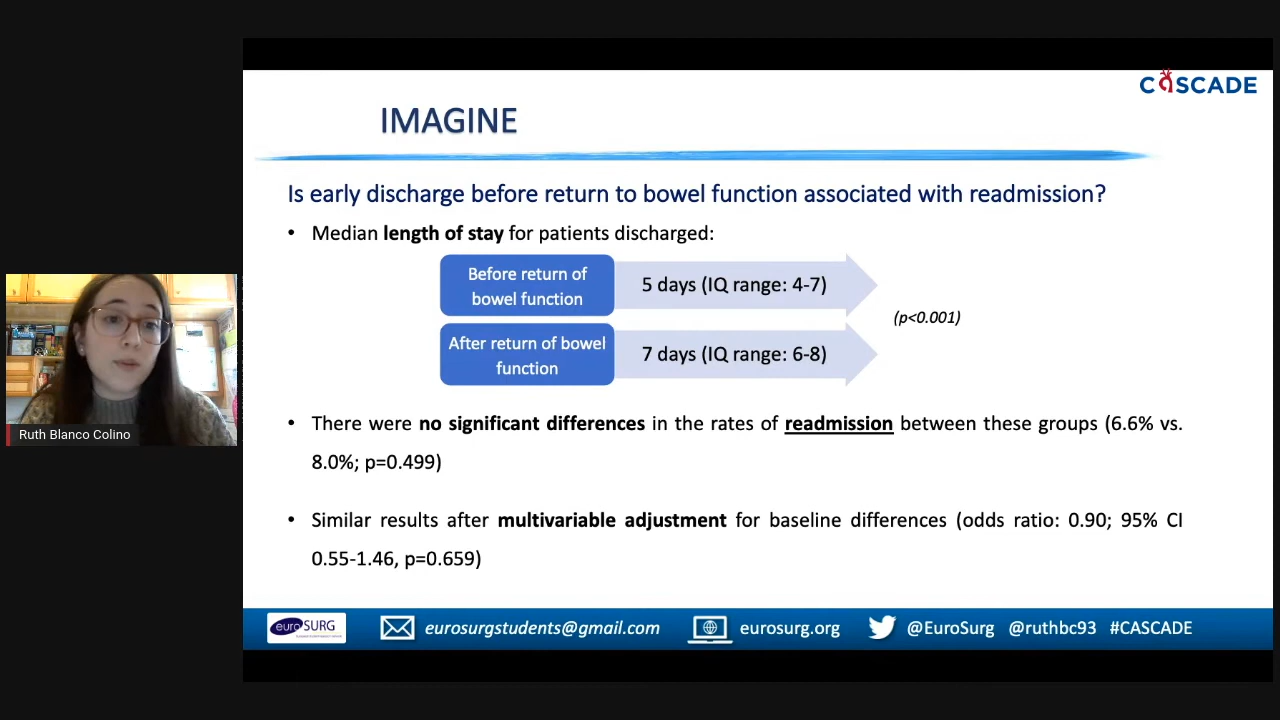 CASCADE
IMAGINE
Is early discharge before return to bowel function associated with readmission?
• Median length of stay for patients discharged:
Before return of
bowel function
5 days (IQ range: 4-7)
(p<0.001)
After return of bowel
function
7 days (IQ range: 6-8)
• There were no significant differences in the rates of readmission between these groups (6.6% vs.
8.0%; p=0.499)
• Similar results after multivariable adjustment for baseline differences (odds ratio: 0.90; 95% CI
0.55-1.46, p=0.659)
Ruth Blanco Colino
euroSURG
eurosurgstudents@gmail.com
eurosurg.org
@EuroSurg @ruthbc93 #CASCADE